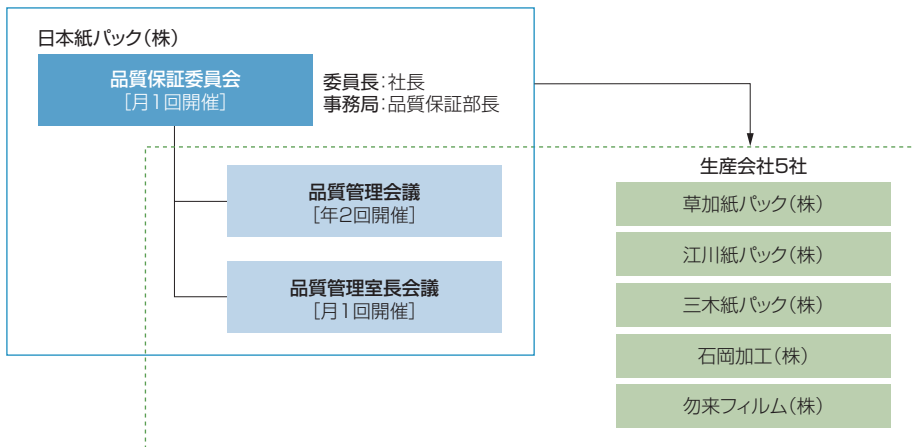 日本紙パック(株)
品質保証委員会
[月1回開催]
委員長:社長
事務局:品質保証部長
品質管理会議
[年2回開催]
品質管理室長会議
[月1回開催]
生産会社5社
草加紙パック(株)
江川紙パック(株)
三木紙パック(株)
石岡加工(株)
勿来フィルム(株)